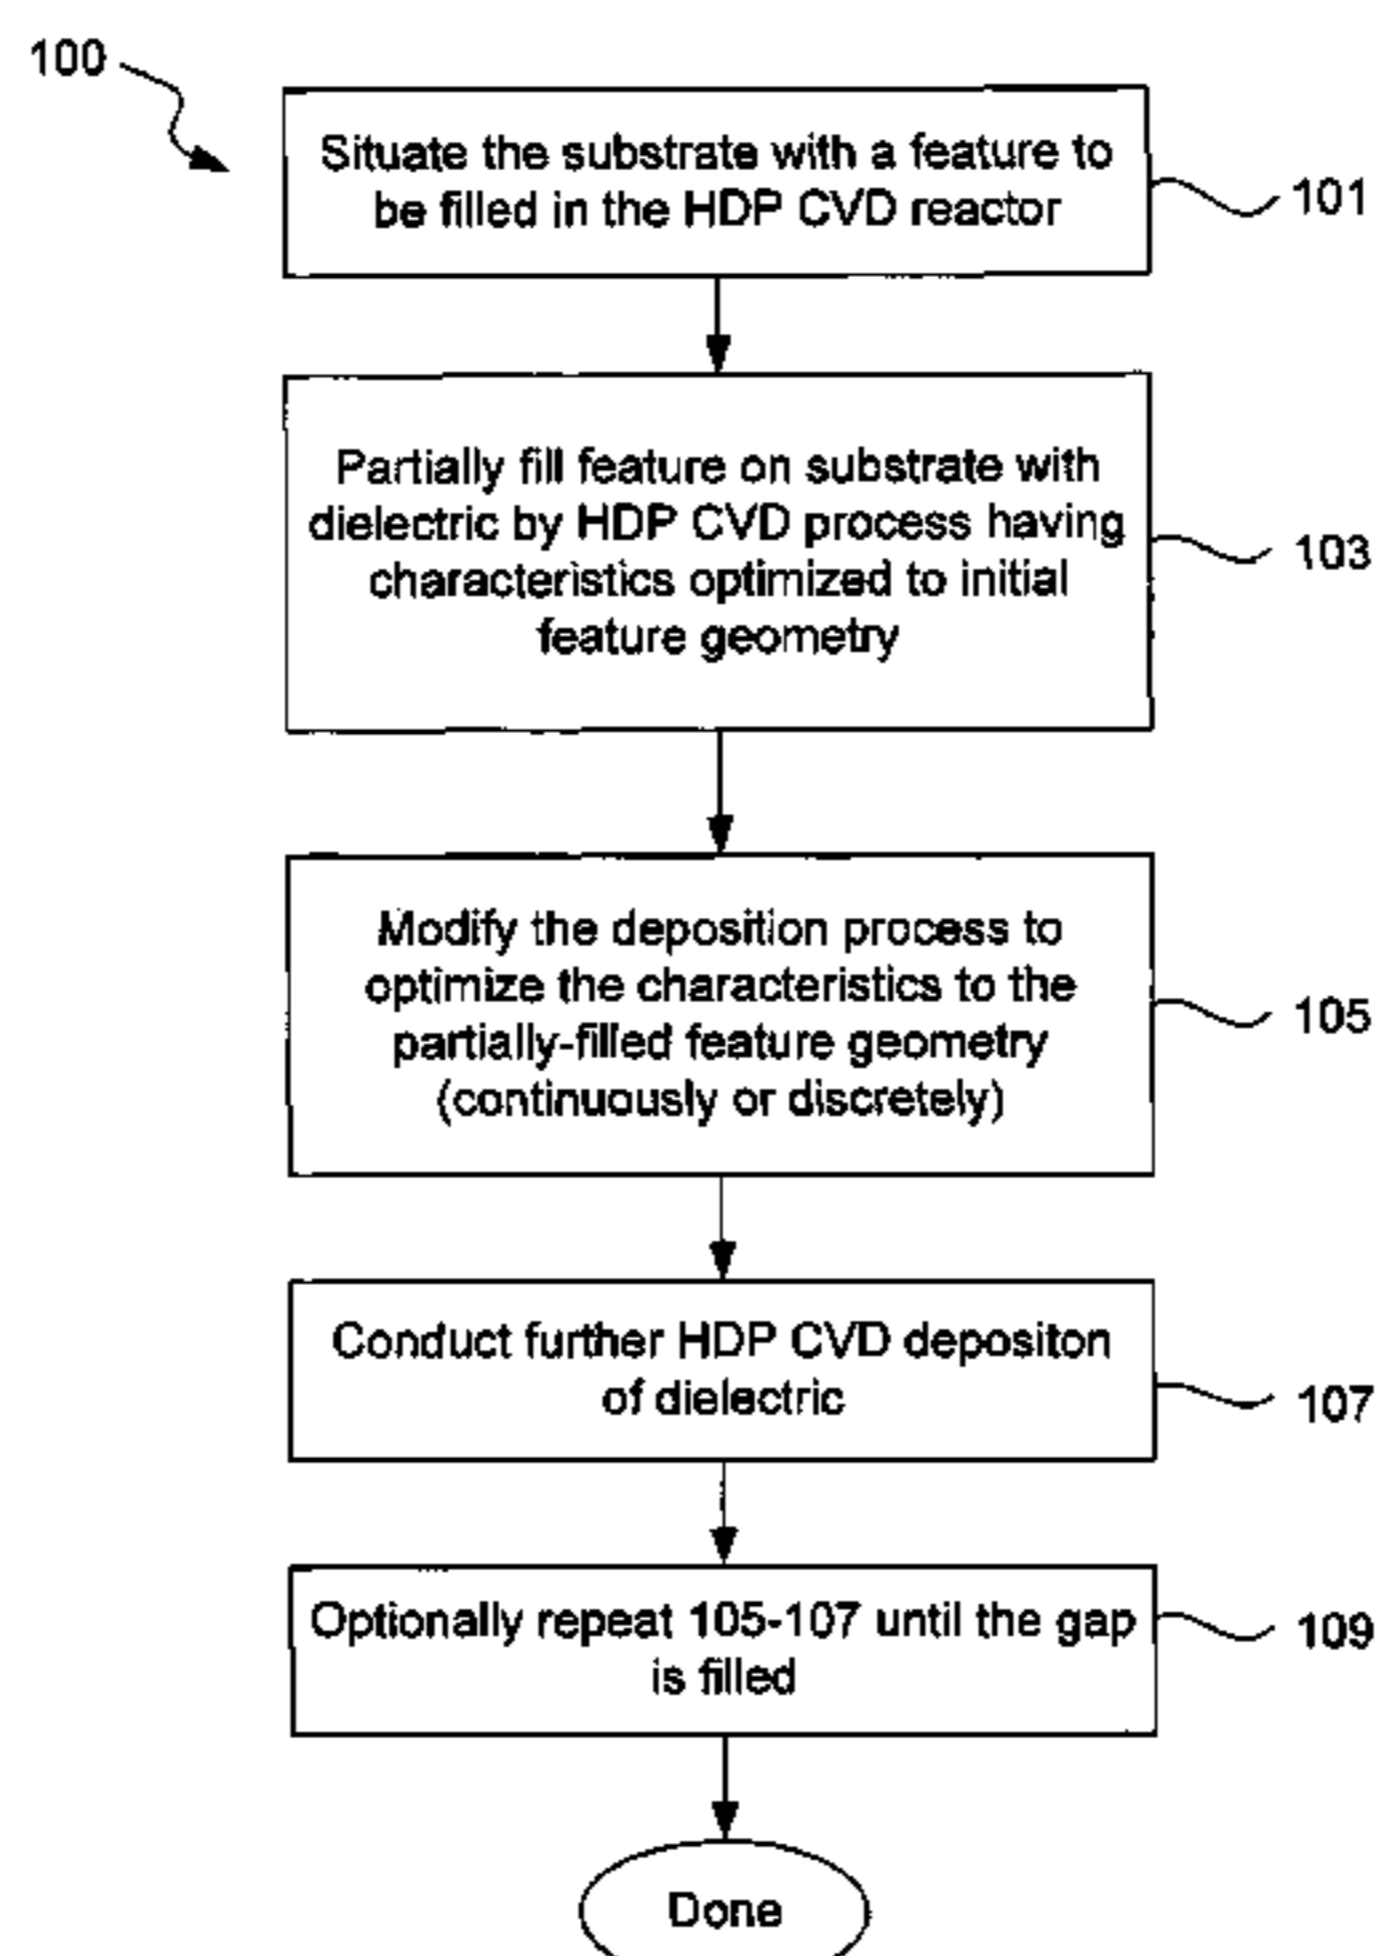 100
Situate the substrate with a feature to
be filled in the HDP CVD reactor
101
Partially fill feature on substrate with
dielectric by HDP CVD process having
characteristics optimized to initial
feature geometry
103
Modify the deposition process to
optimize the characteristics to the
partially-filled feature geometry
(continuously or discretely)
105
Conduct further HDP CVD depositon
of dielectric
107
Optionally repeat 105-107 until the gap
is filled
109
Done